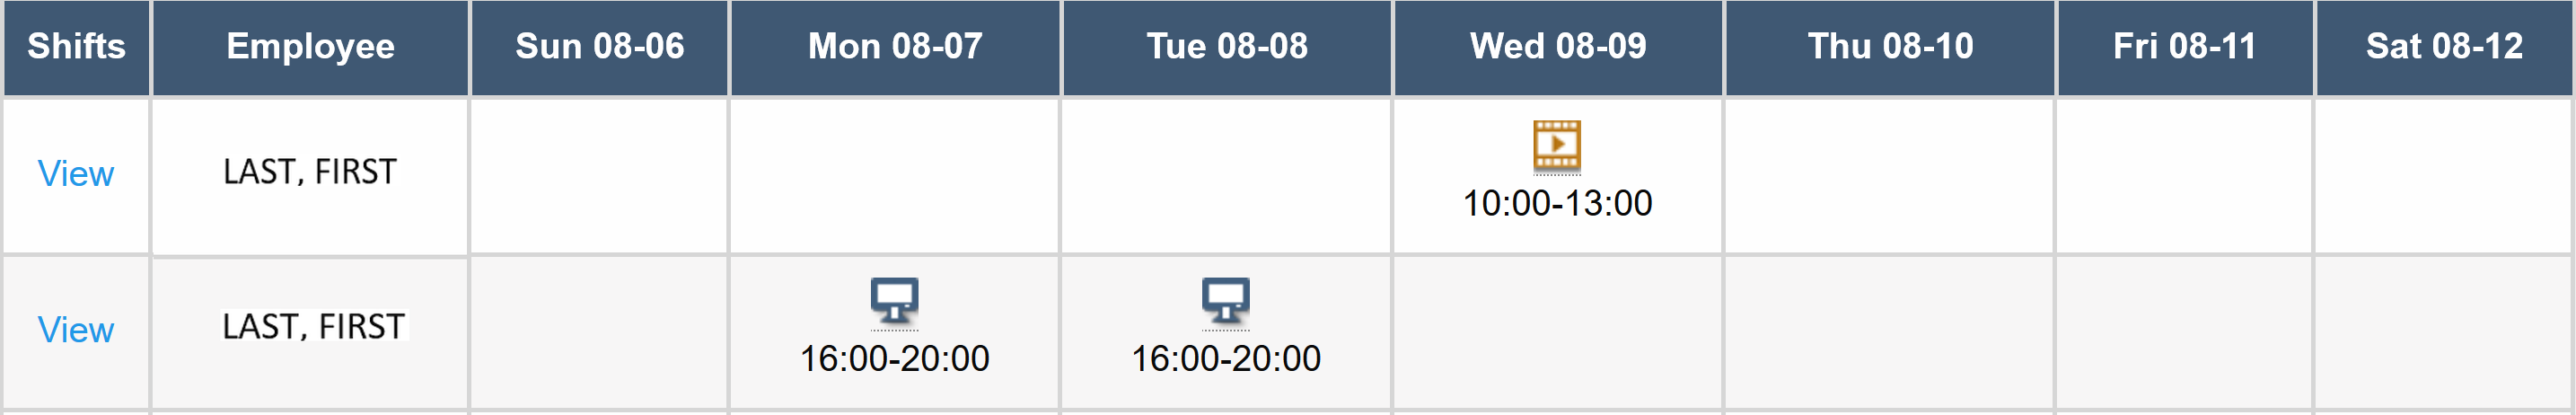 Shifts Employee Sun 08-06 Mon 08-07 Tue 08-08 Wed 08-09 Thu 08-10 Fri 08-11 Sat 08-12
View LAST, FIRST 10:00-13:00
View LAST, FIRST 16:00-20:00 16:00-20:00